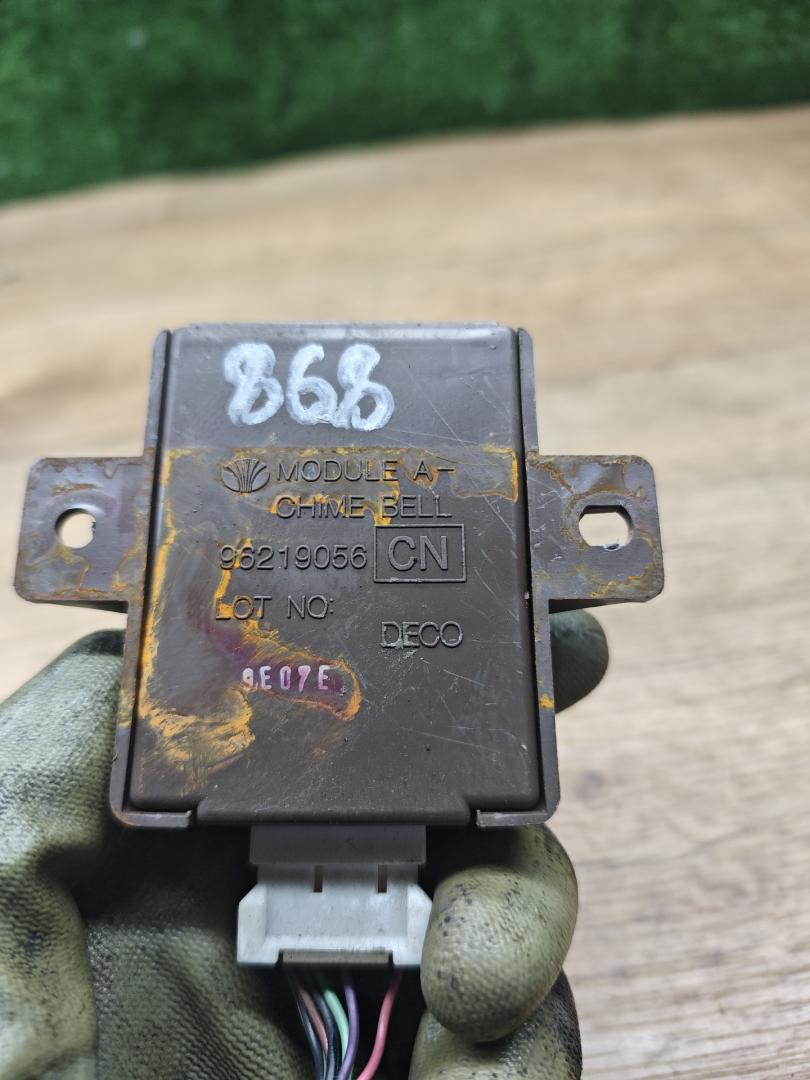 868
MODULE A-
CHIME BELL
96219056 CN
LOT NO:
DECO
9E07E